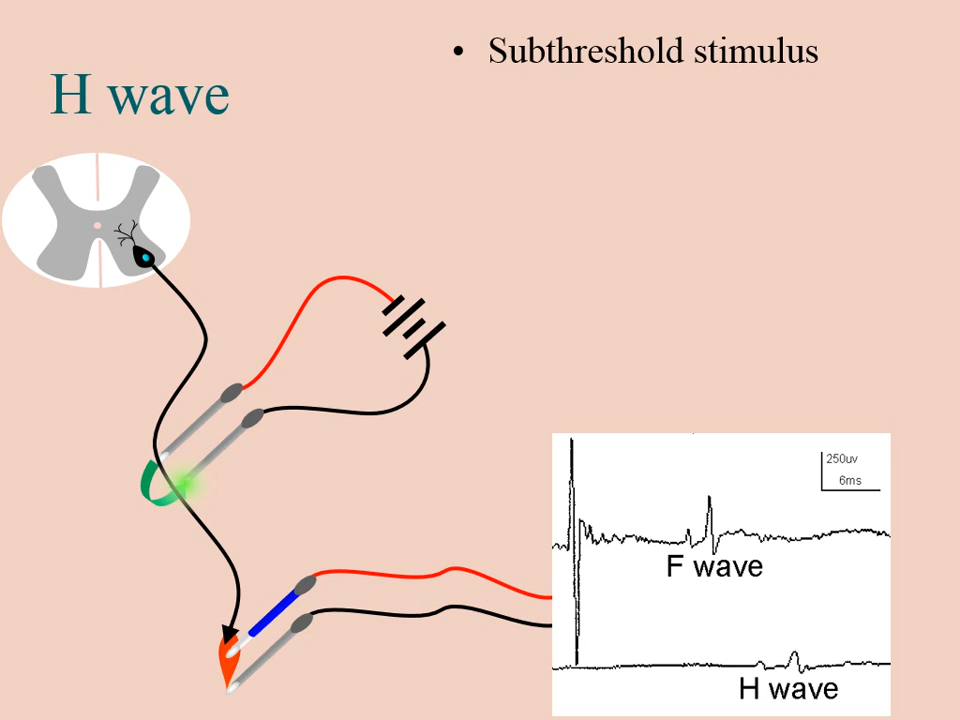 • Subthreshold stimulus
H wave
250uv
6ms
F wave
H wave